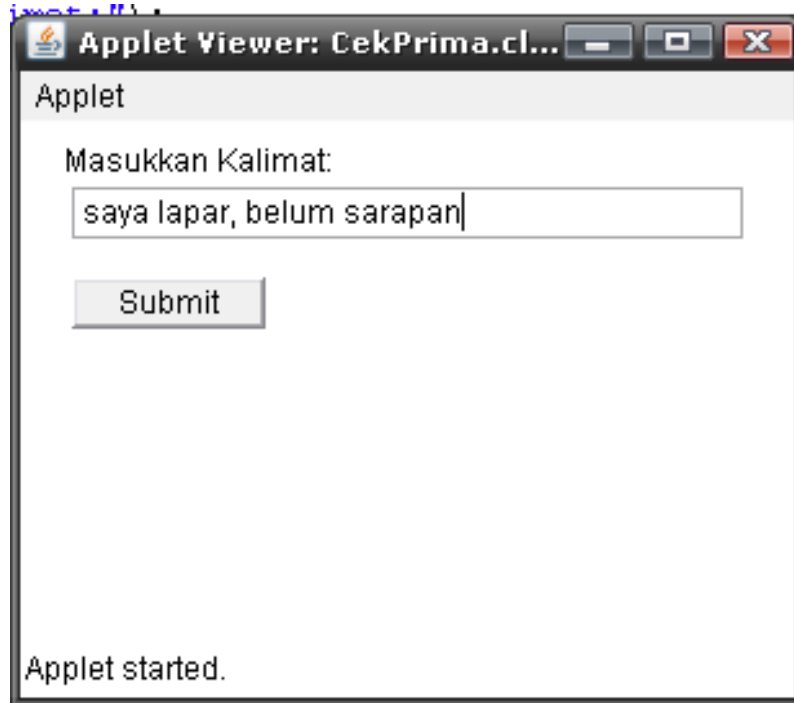 Applet Viewer: CekPrima.cl...
Applet
Masukkan Kalimat:
saya lapar, belum sarapan
Submit
Applet started.